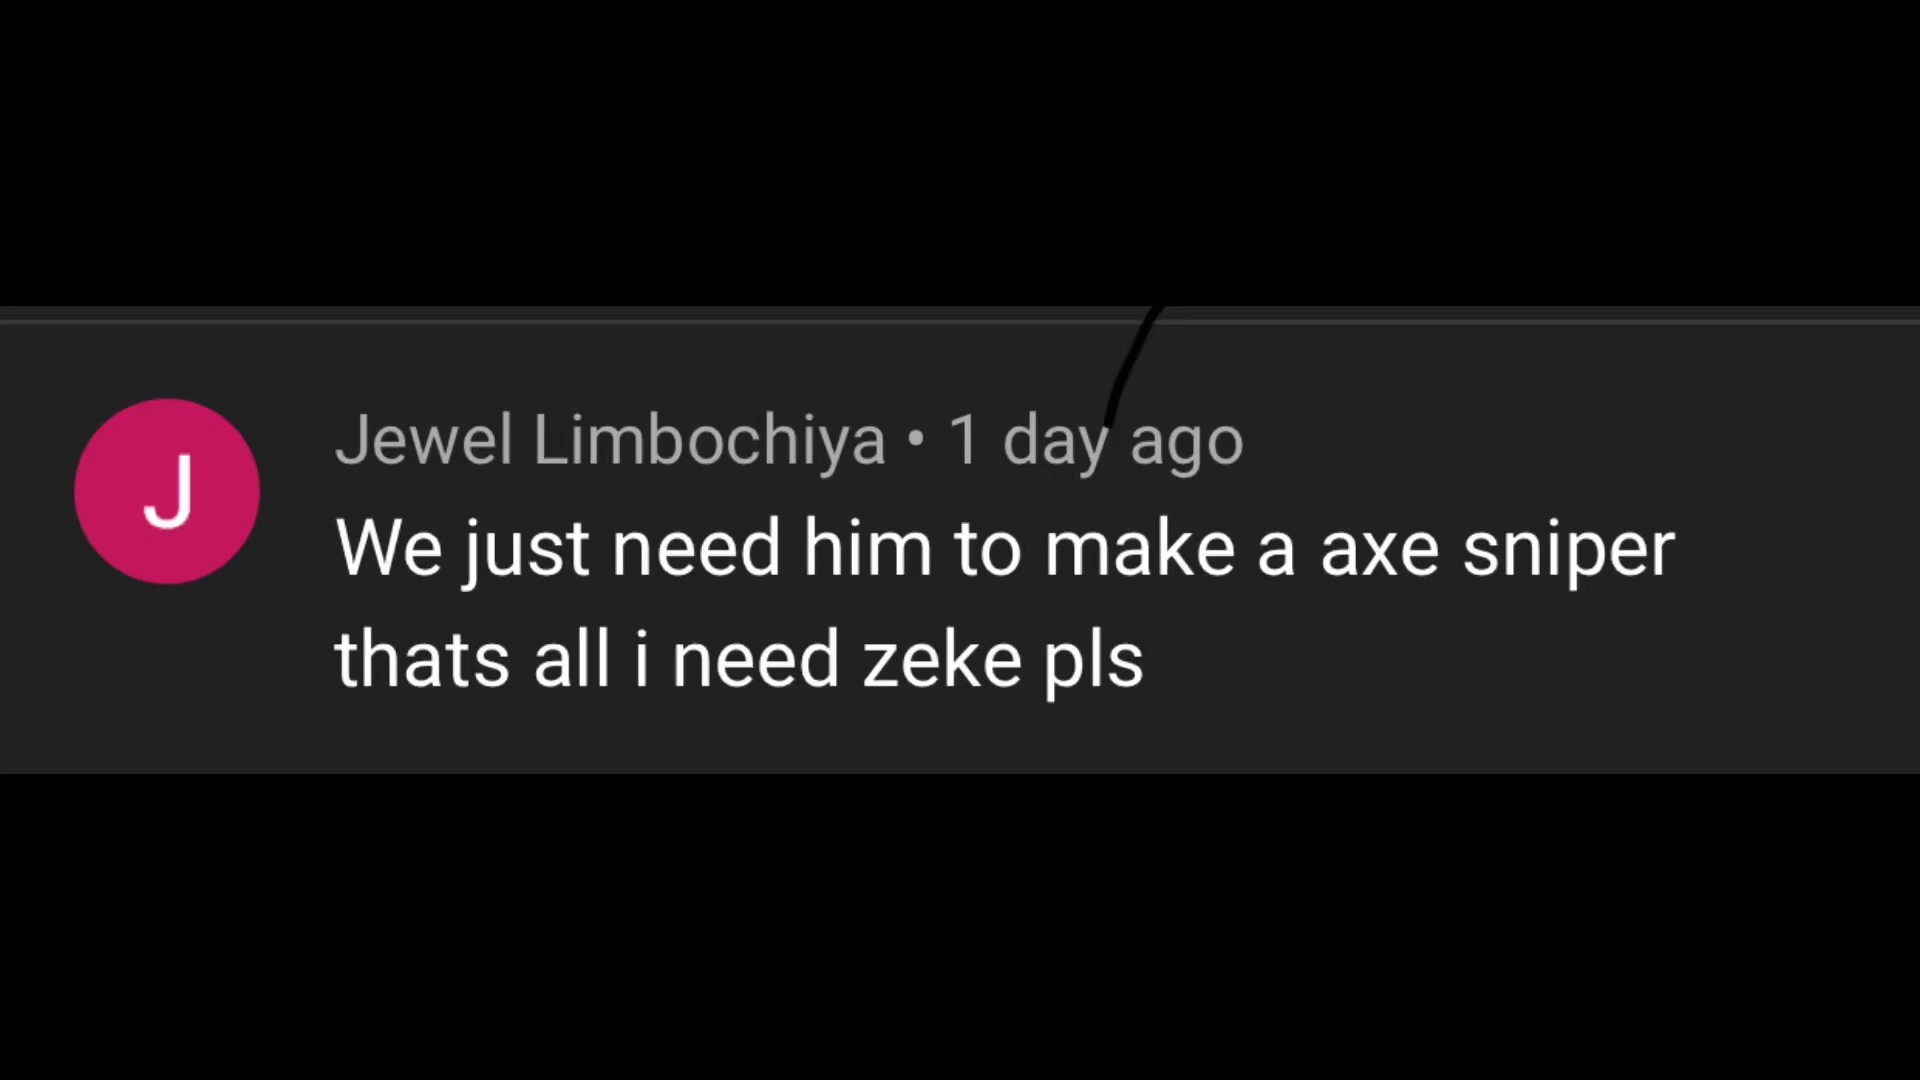 J
Jewel Limbochiya • 1 day ago
We just need him to make a axe sniper
thats all i need zeke pls